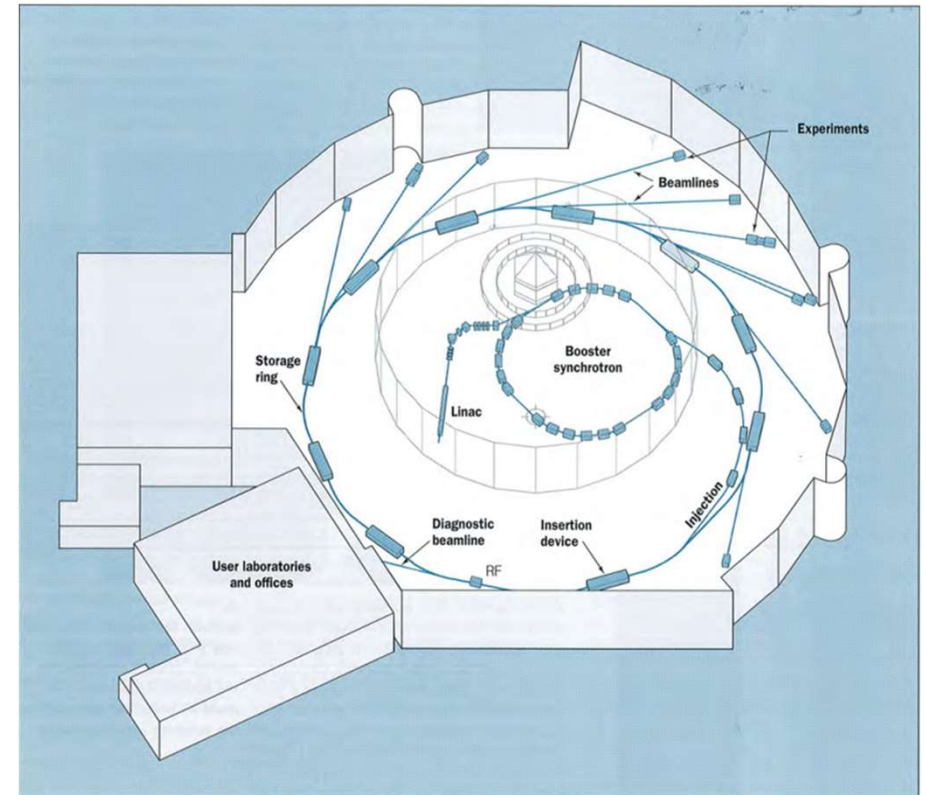 Experiments
Beamlines
Storage
ring
Booster
synchrotron
Linac
Injection
Diagnostic
beamline
Insertion
device
RF
User laboratories
and offices